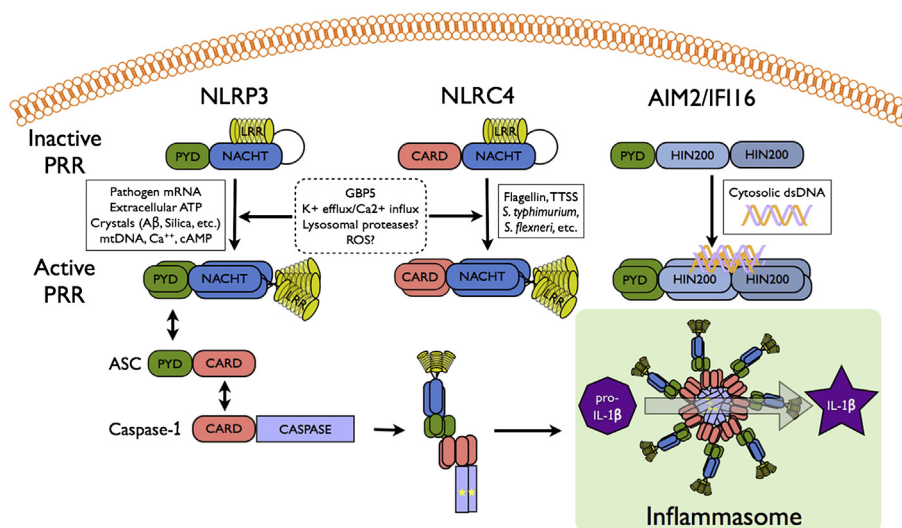 NLRP3
NLRC4
AIM2/IFI16
Inactive
PRR
LRR
PYD
NACHT
LRR
CARD
NACHT
PYD
HIN200
HIN200
Pathogen mRNA
Extracellular ATP
Crystals (Aβ, Silica, etc.)
mtDNA, Ca++, cAMP
GBP5
K+ efflux/Ca2+ influx
Lysosomal proteases?
ROS?
Flagellin, TTSS
S. typhimurium,
S. flexneri, etc.
Cytosolic dsDNA
Active
PRR
PYD
NACHT
LRR
CARD
NACHT
LRR
PYD
HIN200
HIN200
ASC
PYD
CARD
Caspase-1
CARD
CASPASE
pro-
IL-1β
IL-1β
Inflammasome